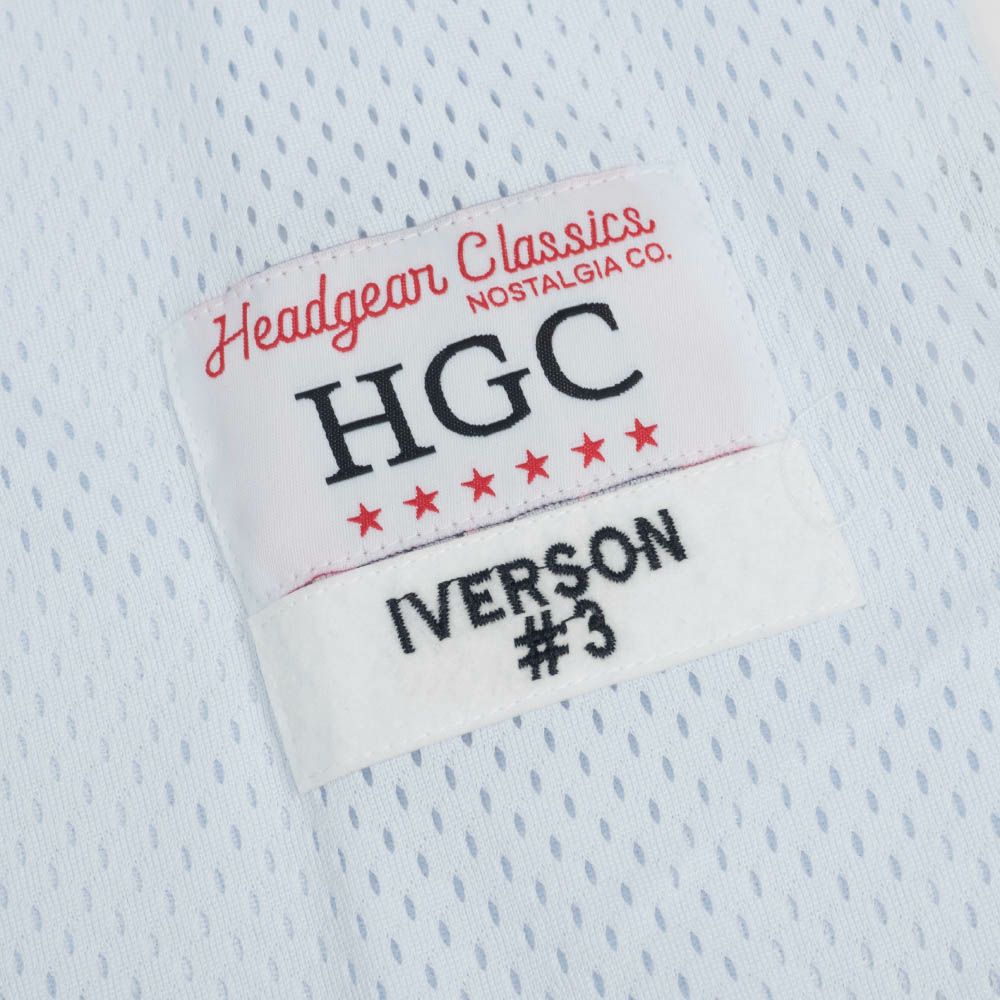 Headgear Classics
NOSTALGIA CO.
HGC
IVERSON
#3